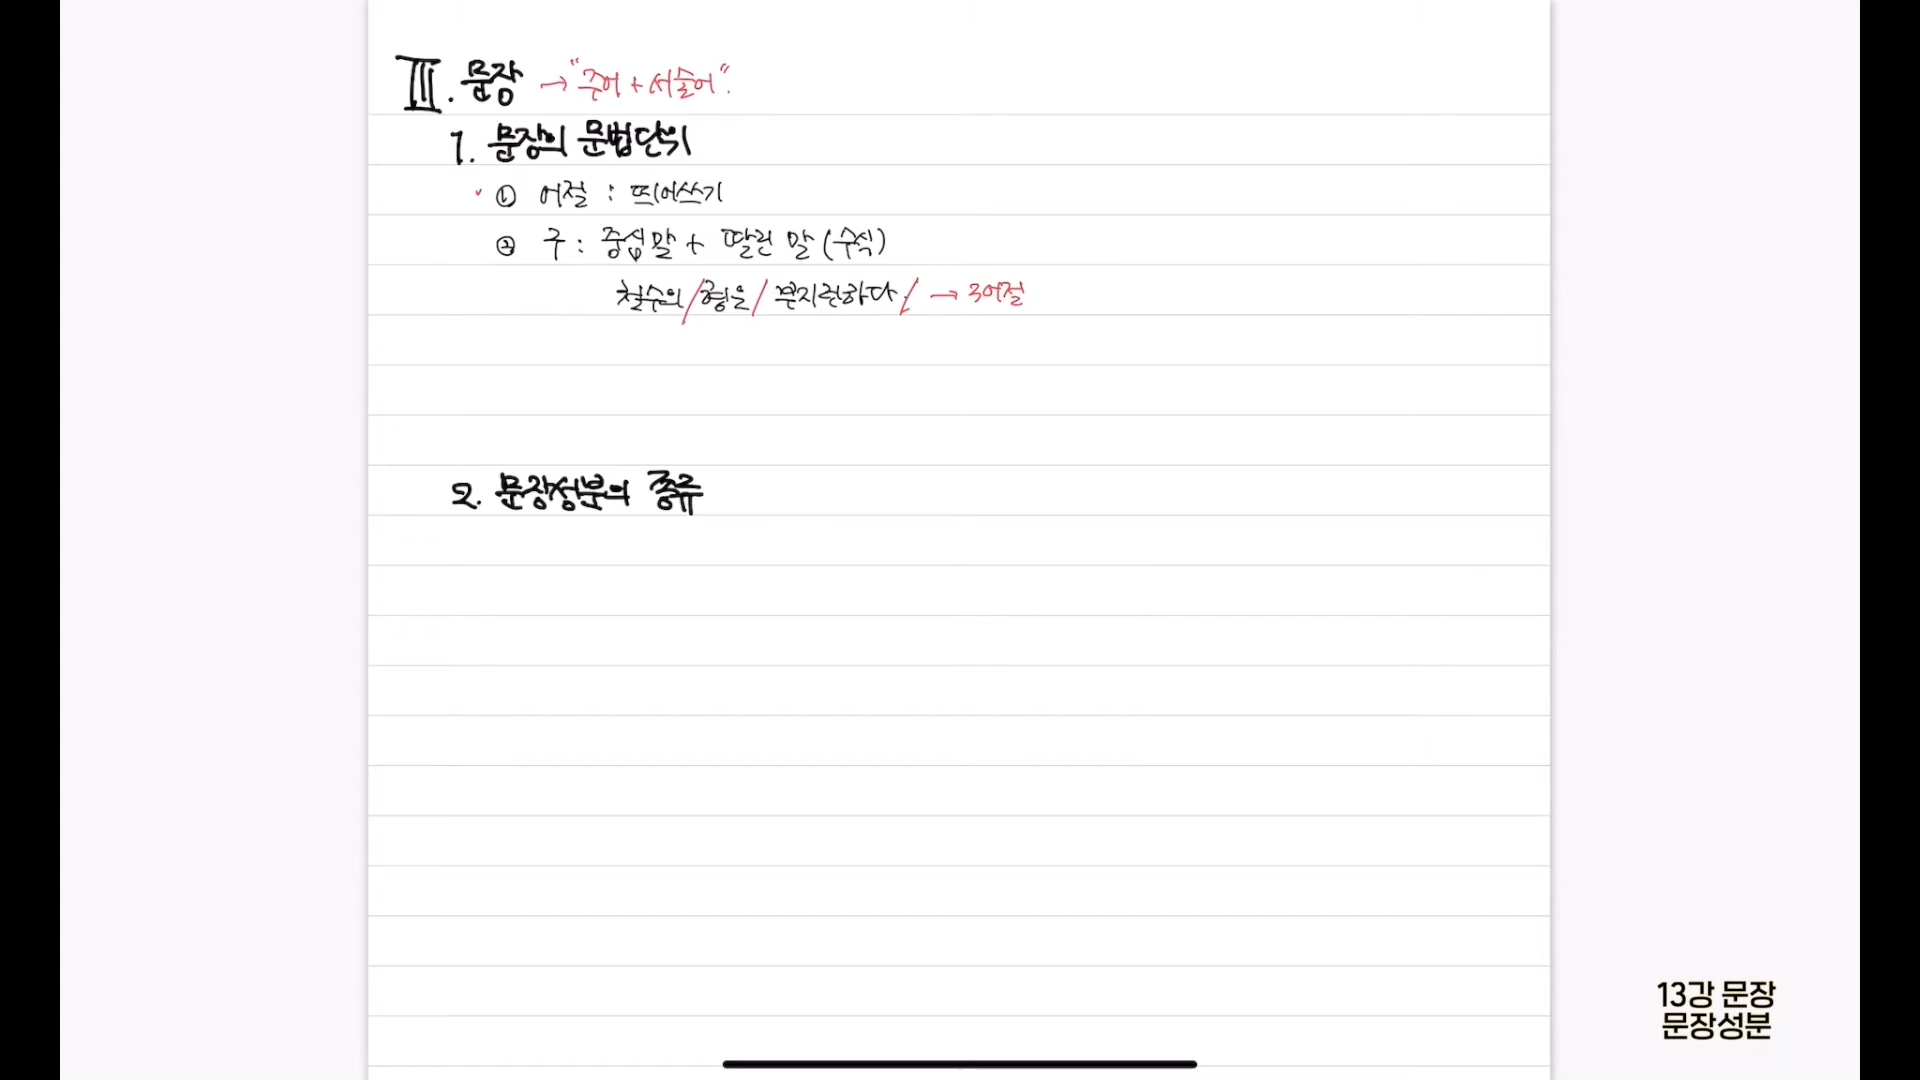 Ⅲ. 문장 → "주어 + 서술어".
1. 문장의 문법단위
① 어절 : 띄어쓰기
② 구 : 중심말 + 딸린 말 (수식)
철수의 / 형은 / 부지런하다. / → 3어절
2. 문장성분의 종류
13강 문장
문장성분